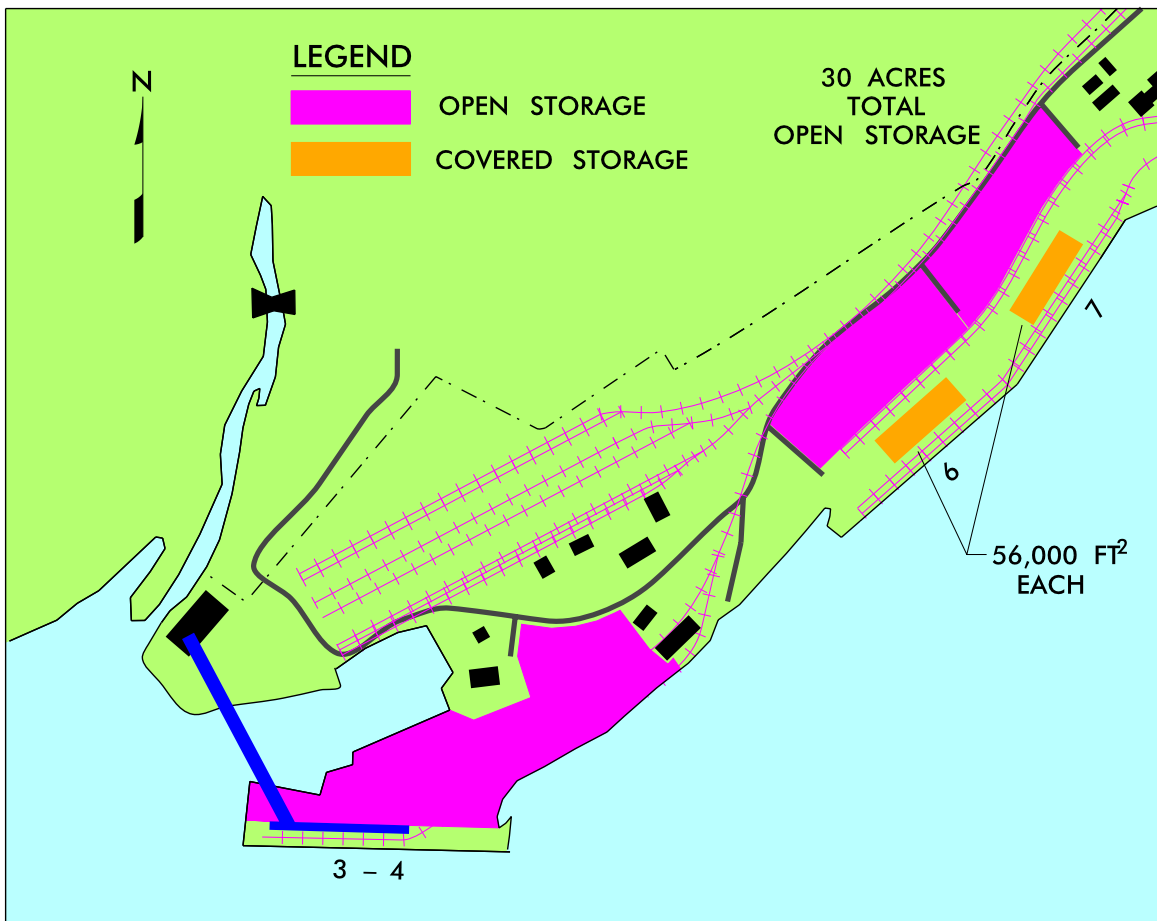 LEGEND
N
OPEN STORAGE
COVERED STORAGE
30 ACRES
TOTAL
OPEN STORAGE
7
6
56,000 FT²
EACH
3 – 4